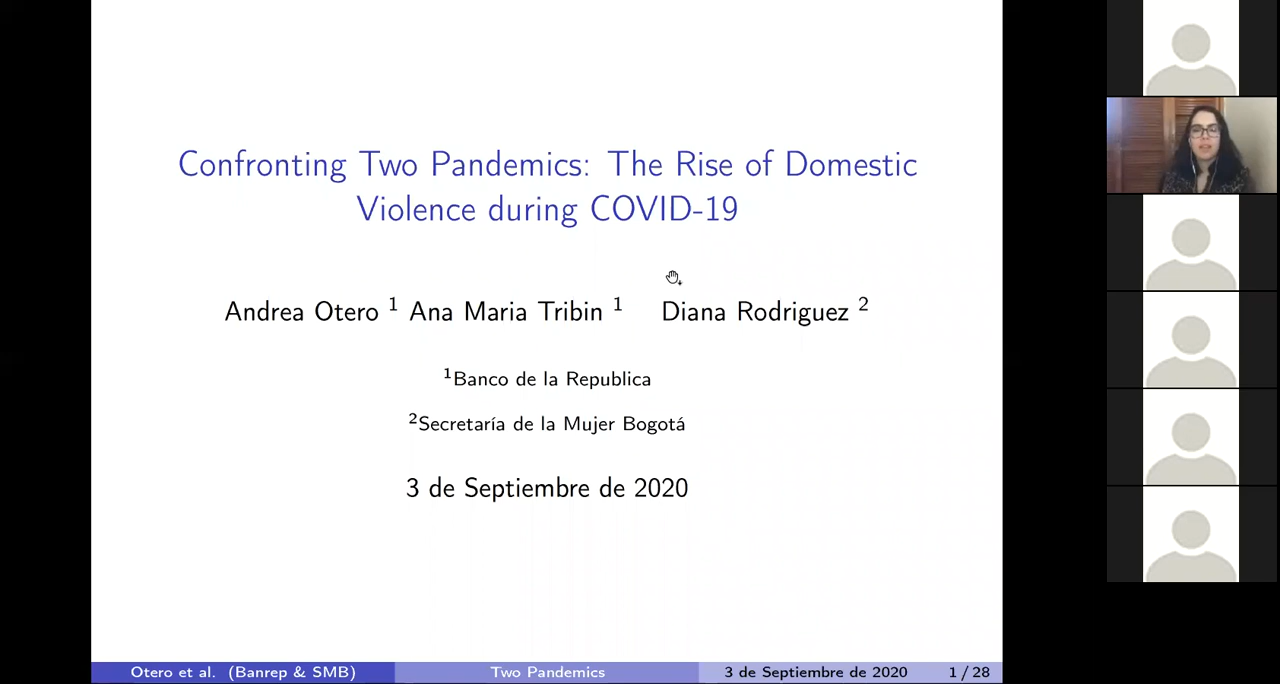 Confronting Two Pandemics: The Rise of Domestic
Violence during COVID-19
Andrea Otero ¹ Ana Maria Tribin ¹ Diana Rodriguez ²
¹Banco de la Republica
²Secretaría de la Mujer Bogotá
3 de Septiembre de 2020
Otero et al. (Banrep & SMB) Two Pandemics 3 de Septiembre de 2020 1 / 28